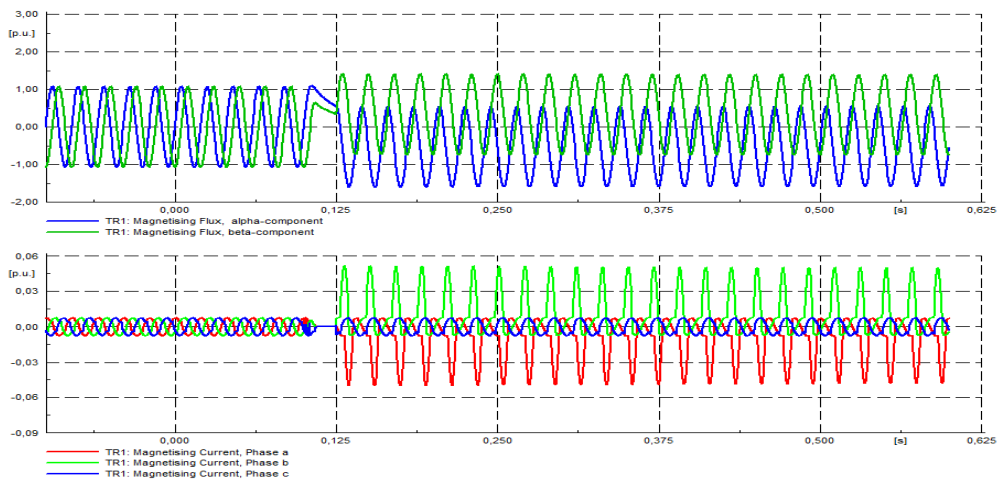 3,00
[p.u.]
2,00
1,00
0,00
-1,00
-2,00
0,000 0,125 0,250 0,375 0,500 [s] 0,625
TR1: Magnetising Flux, alpha-component
TR1: Magnetising Flux, beta-component
0,06
[p.u.]
0,03
0,00
-0,03
-0,06
-0,09
0,000 0,125 0,250 0,375 0,500 [s] 0,625
TR1: Magnetising Current, Phase a
TR1: Magnetising Current, Phase b
TR1: Magnetising Current, Phase c